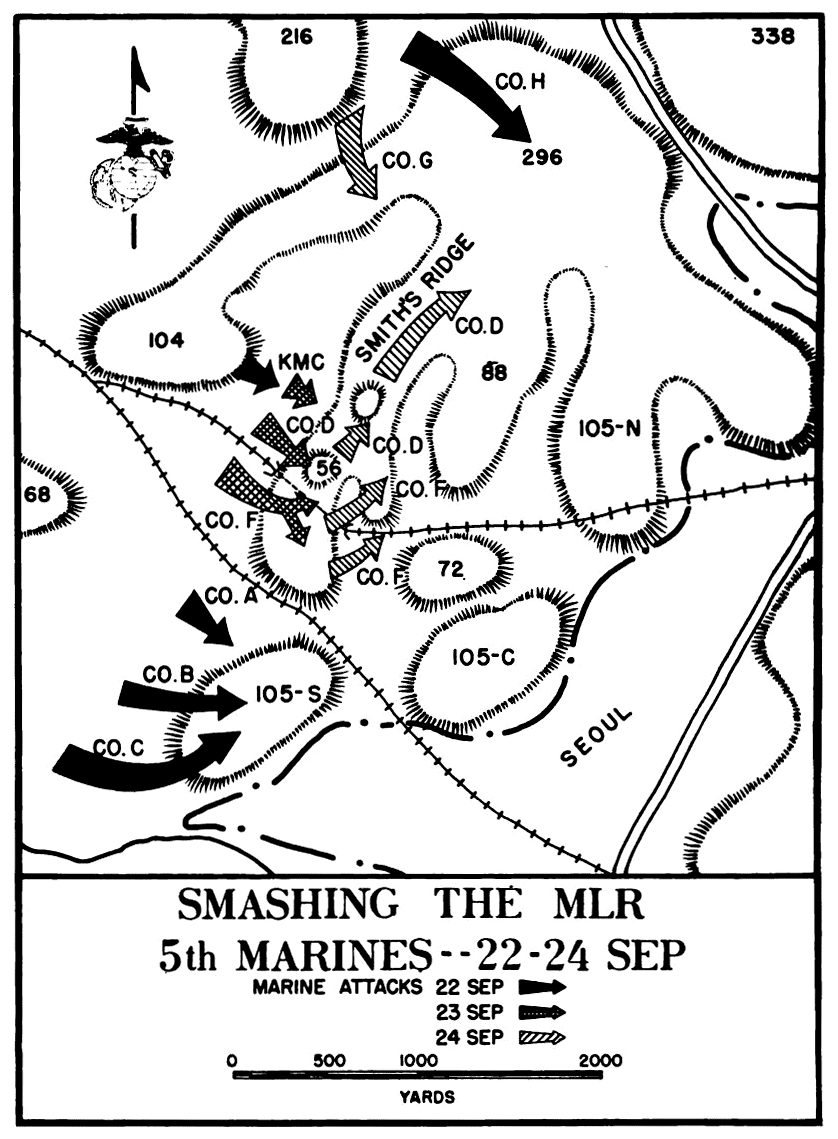 216
338
CO. H
296
CO. G
SMITH'S RIDGE
CO. D
104
KMC
88
CO. D
CO. D
105-N
56
68
CO. F
CO. F
CO. F
72
CO. A
105-C
CO. B
105-S
CO. C
SEOUL
SMASHING THE MLR
5th MARINES--22-24 SEP
MARINE ATTACKS 22 SEP
23 SEP
24 SEP
0 500 1000 2000
YARDS